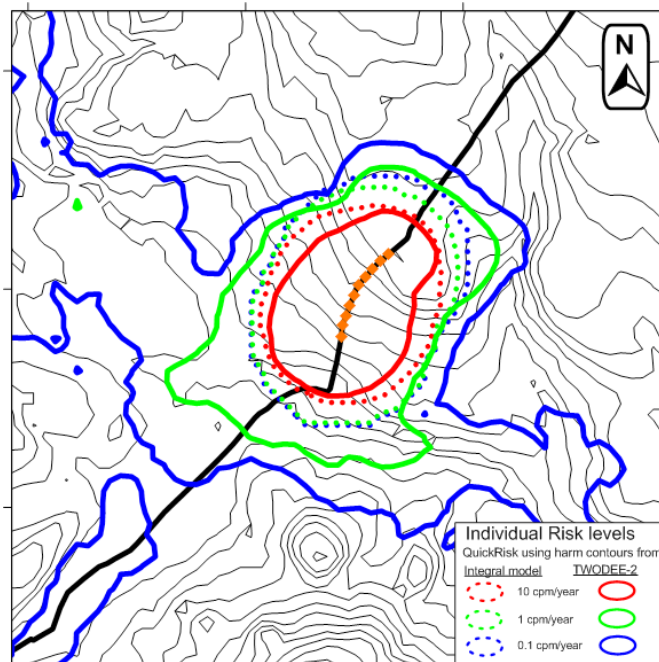 N
Individual Risk levels
QuickRisk using harm contours from
Integral model TWODEE-2
10 cpm/year
1 cpm/year
0.1 cpm/year